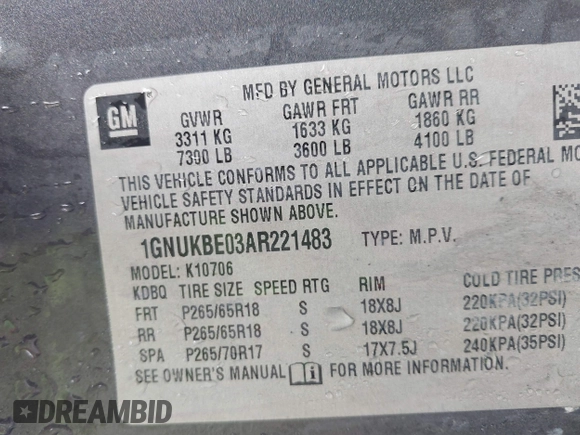 MFD BY GENERAL MOTORS LLC
GM
GVWR GAWR FRT GAWR RR
3311 KG 1633 KG 1860 KG
7390 LB 3600 LB 4100 LB
THIS VEHICLE CONFORMS TO ALL APPLICABLE U.S. FEDERAL MO
VEHICLE SAFETY STANDARDS IN EFFECT ON THE DATE OF
MANUFACTURE SHOWN ABOVE.
1GNUKBE03AR221483 TYPE: M.P.V.
MODEL: K10706
KDBQ TIRE SIZE SPEED RTG RIM COLD TIRE PRES
FRT P265/65R18 S 18X8J 220KPA(32PSI)
RR P265/65R18 S 18X8J 220KPA(32PSI)
SPA P265/70R17 S 17X7.5J 240KPA(35PSI)
SEE OWNER'S MANUAL i FOR MORE INFORMATION.
DREAMBID